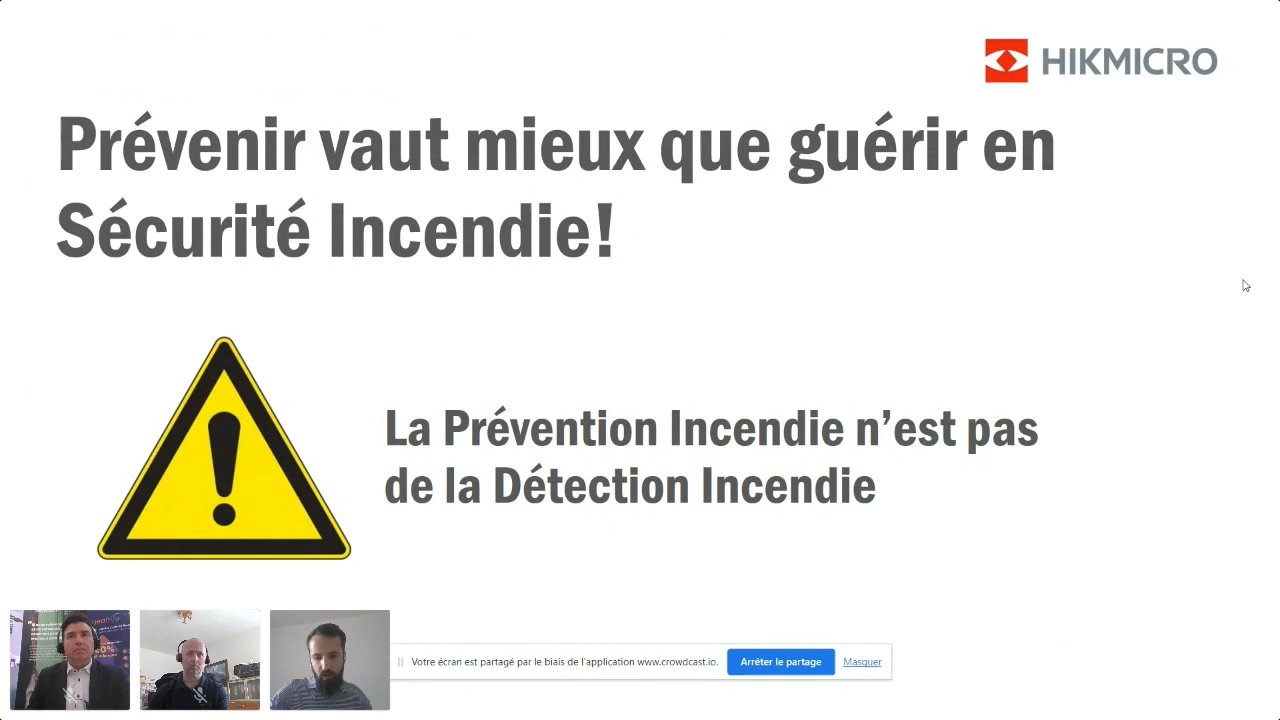 HIKMICRO
Prévenir vaut mieux que guérir en
Sécurité Incendie!
La Prévention Incendie n’est pas
de la Détection Incendie
Votre écran est partagé par le biais de l'application www.crowdcast.io.
Arrêter le partage
Masquer